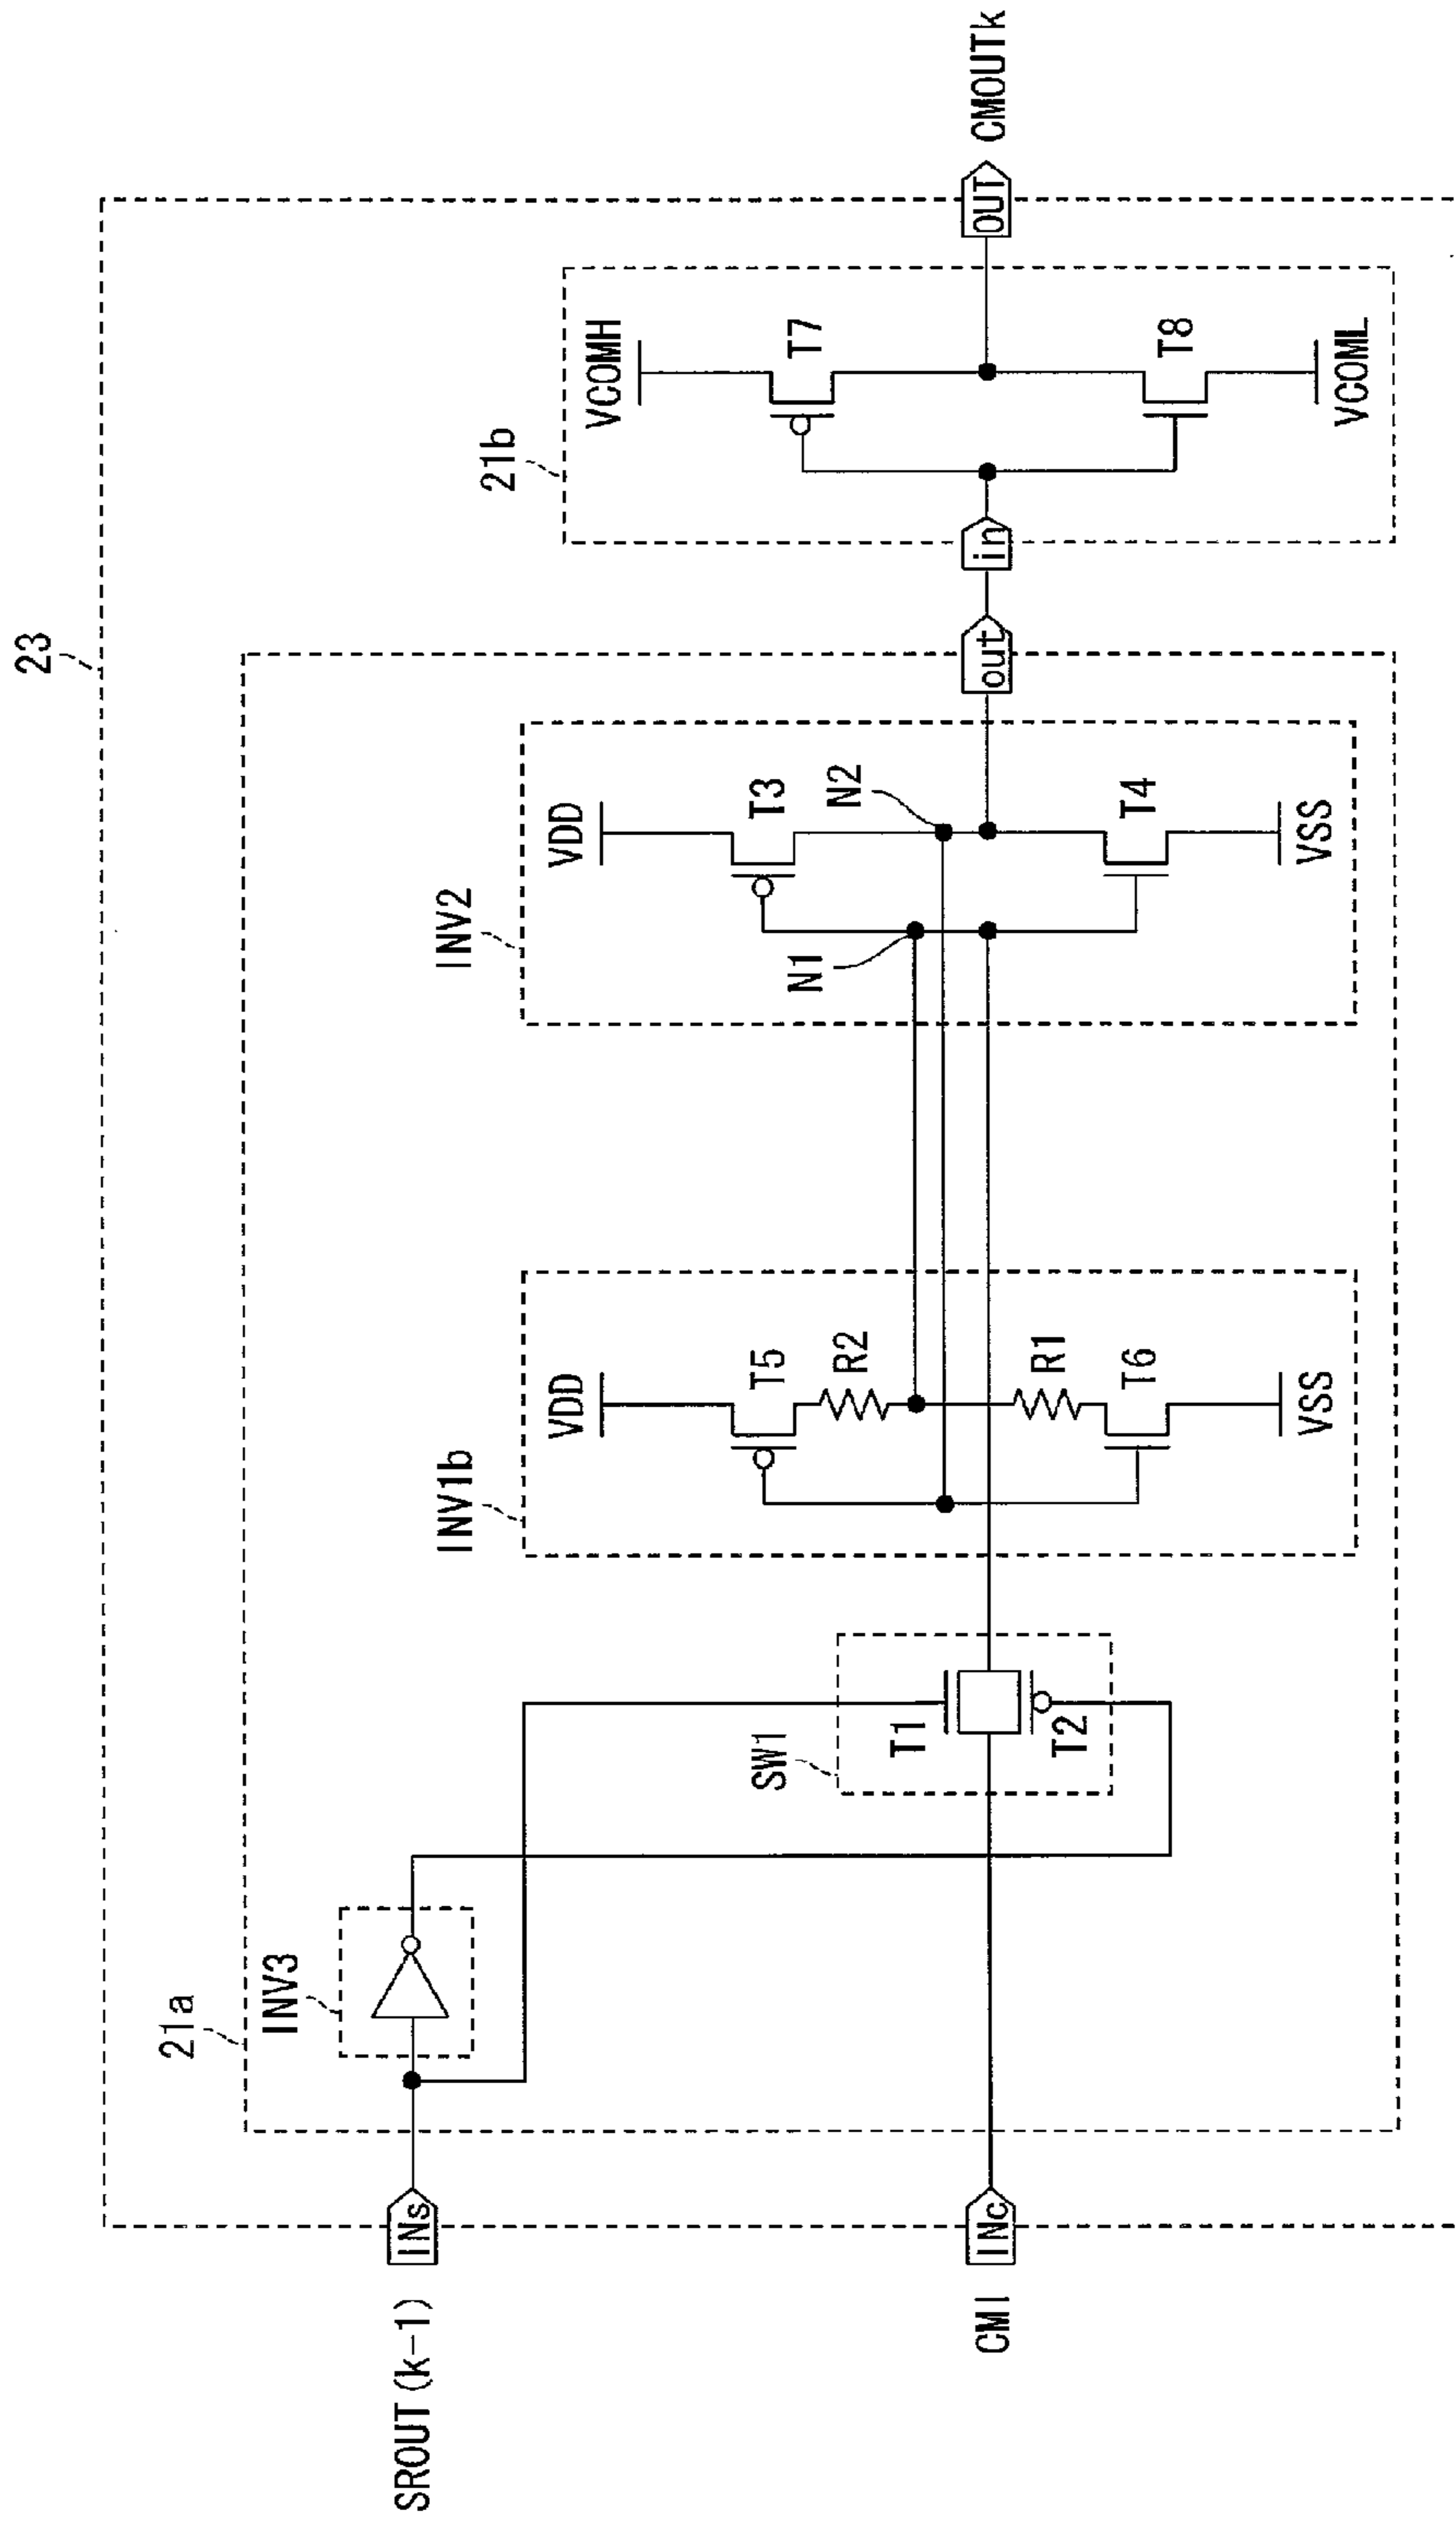 23
21a
INV3
INs
SROUT(k-1)
INc
CMI
SW1
T1
T2
INV1b
VDD
T5
R2
R1
T6
VSS
INV2
VDD
T3
N2
N1
T4
VSS
out
in
21b
VCOMH
T7
T8
VCOML
OUT
CMOUTk